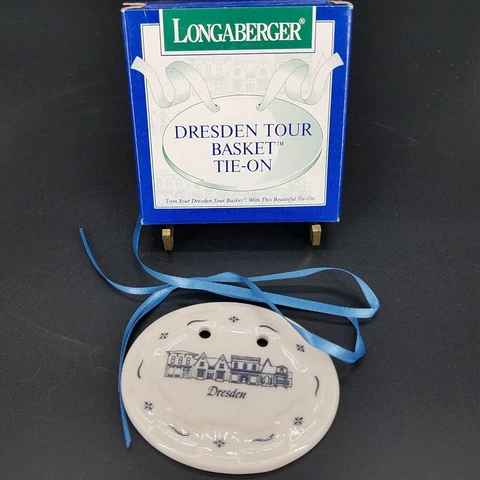 LONGABERGER®
DRESDEN TOUR
BASKET™
TIE-ON
Trim Your Dresden Tour Basket™ With This Beautiful Tie-On.
Dresden